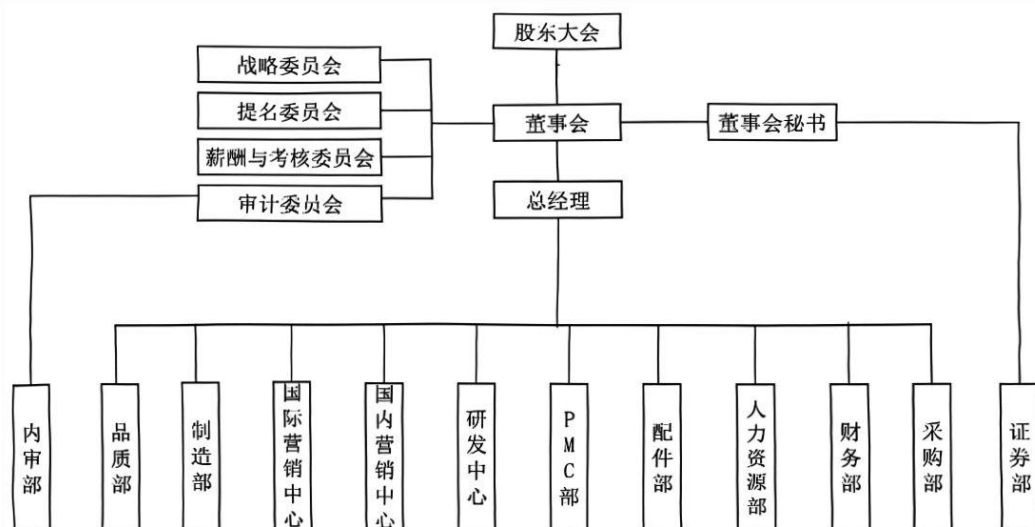 股东大会
战略委员会
提名委员会
董事会
董事会秘书
薪酬与考核委员会
审计委员会
总经理
内审部
品质部
制造部
国际营销中心
国内营销中心
研发中心
PMC部
配件部
人力资源部
财务部
采购部
证券部